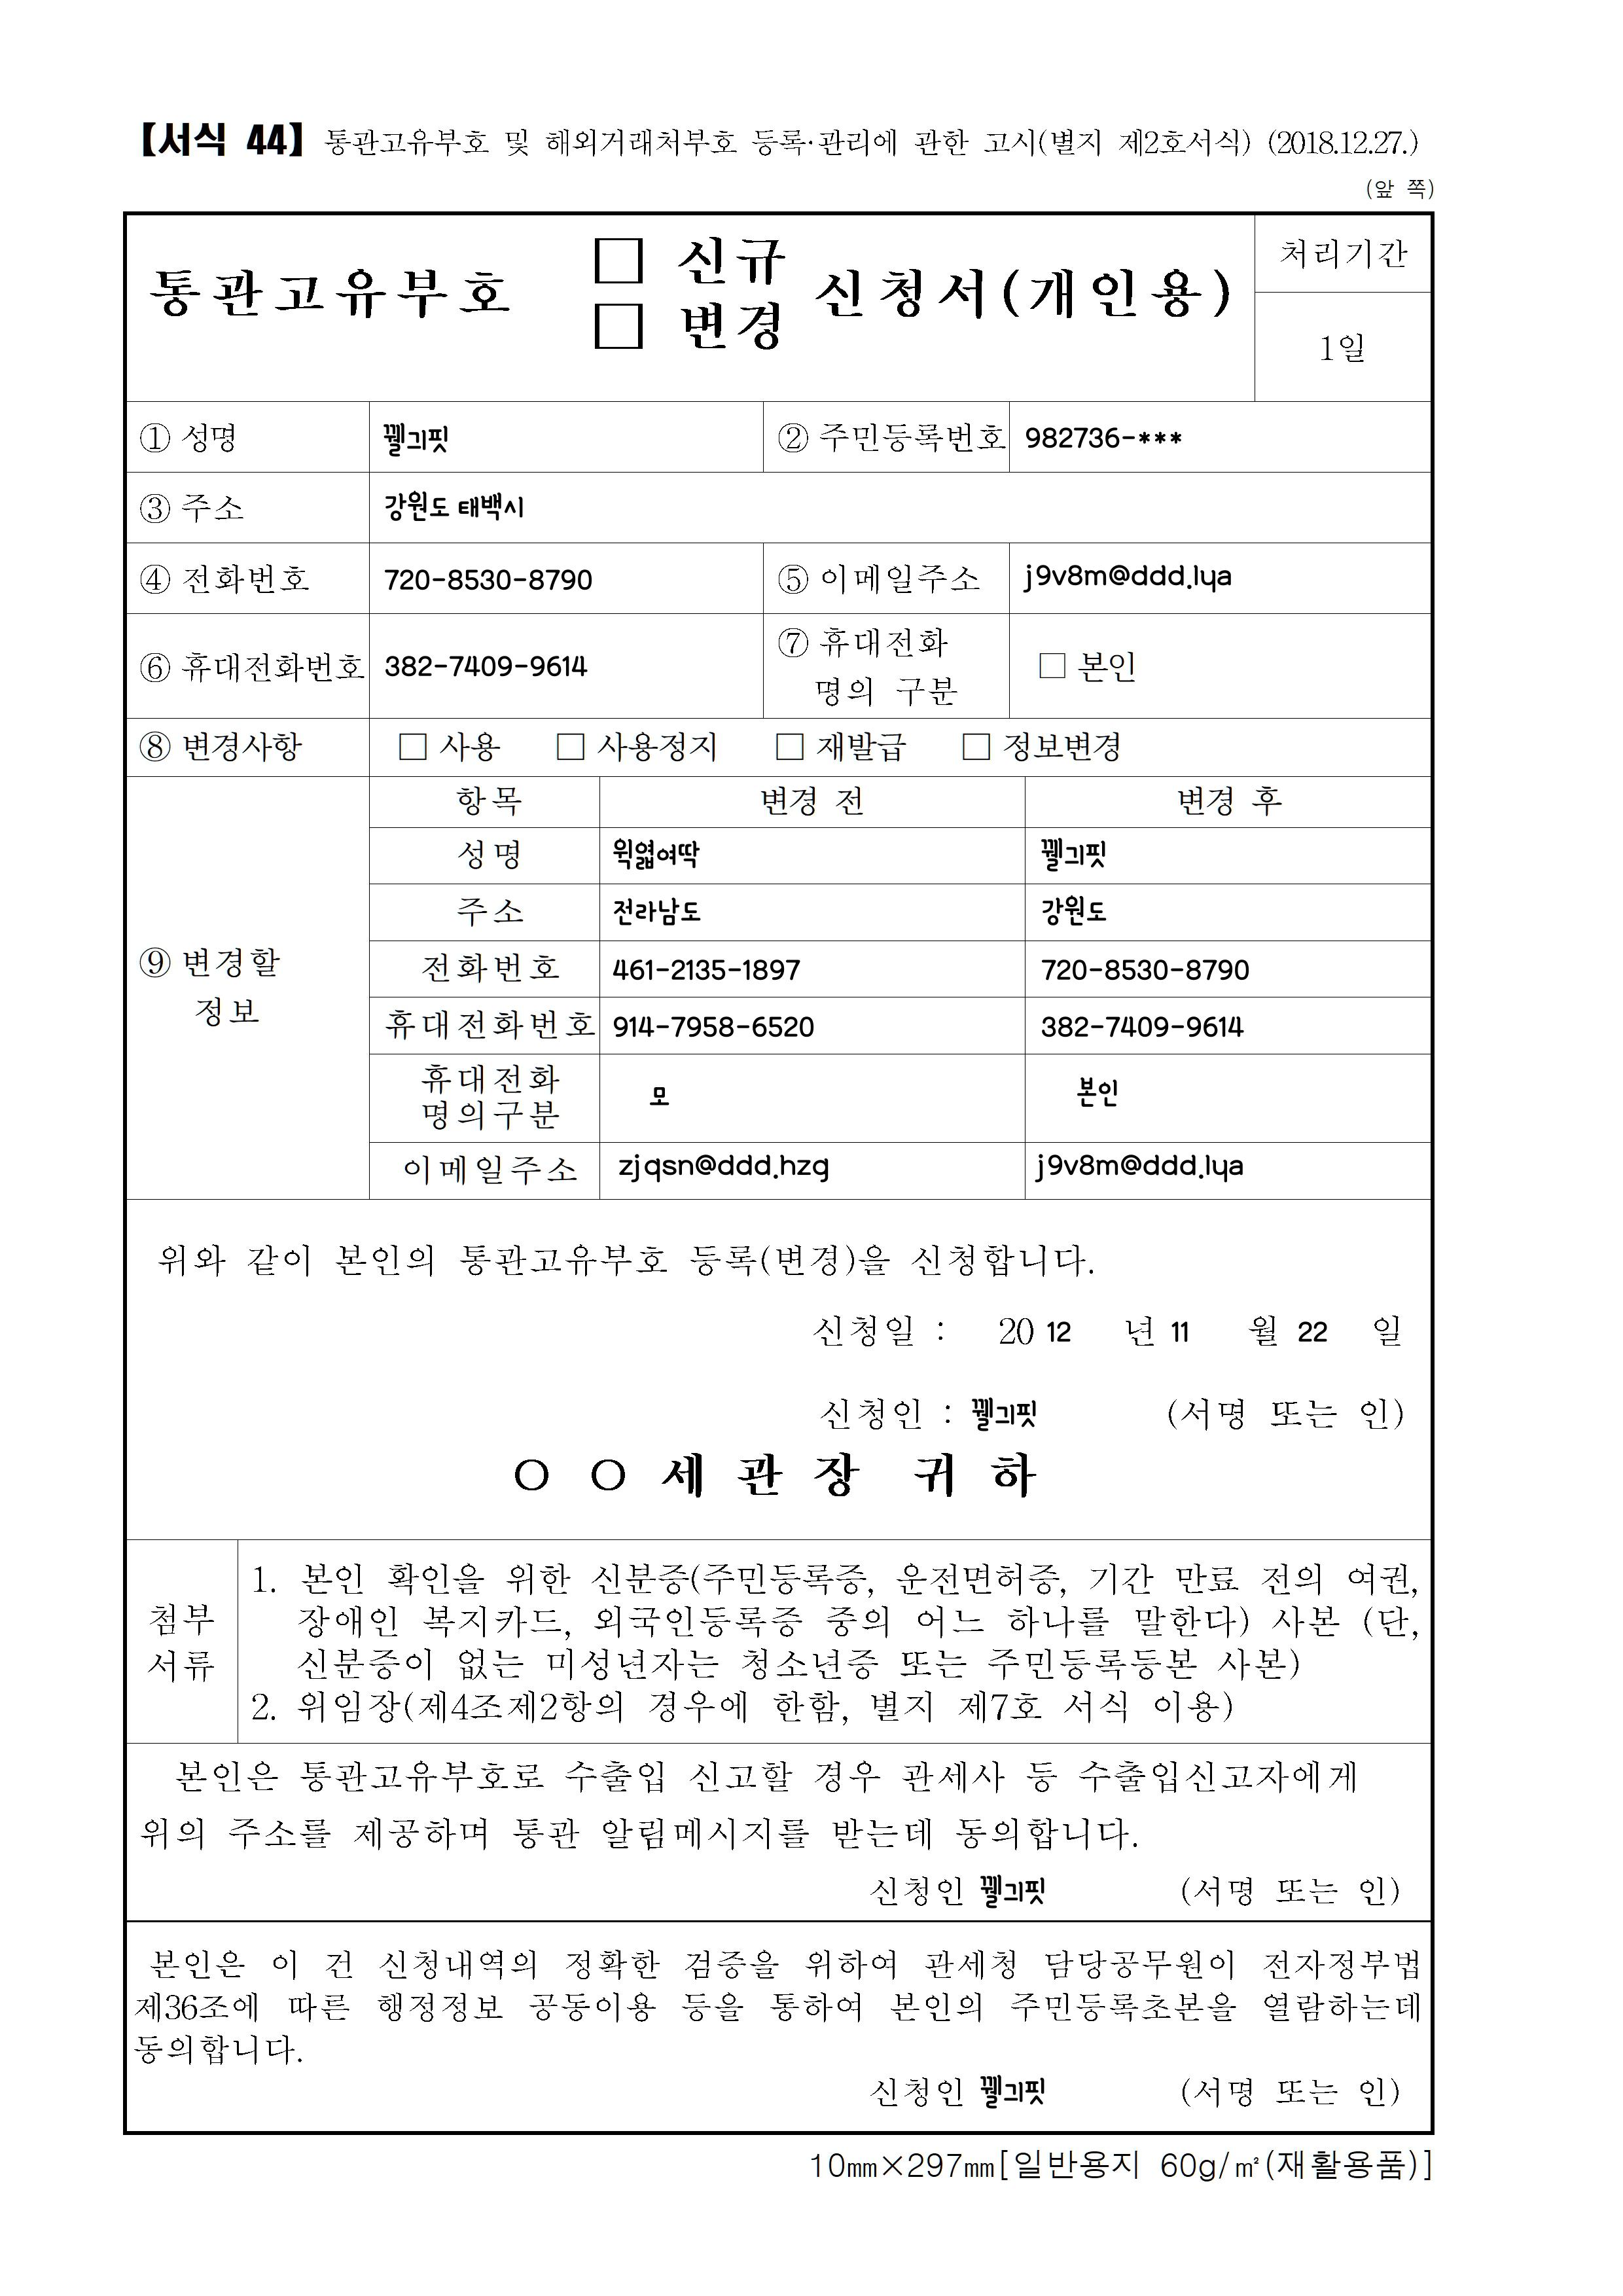 【서식 44】 통관고유부호 및 해외거래처부호 등록·관리에 관한 고시(별지 제2호서식) (2018.12.27.)
(앞 쪽)
통관고유부호 □ 신규 □ 변경 신청서(개인용)
처리기간
1일
① 성명 꿸긔핏 ② 주민등록번호 982736-***
③ 주소 강원도 태백시
④ 전화번호 720-8530-8790 ⑤ 이메일주소 j9v8m@ddd.lya
⑥ 휴대전화번호 382-7409-9614 ⑦ 휴대전화 명의 구분 □ 본인
⑧ 변경사항 □ 사용 □ 사용정지 □ 재발급 □ 정보변경
⑨ 변경할 정보
항목 변경 전 변경 후
성명 윅엷여딱 꿸긔핏
주소 전라남도 강원도
전화번호 461-2135-1897 720-8530-8790
휴대전화번호 914-7958-6520 382-7409-9614
휴대전화 명의구분 모 본인
이메일주소 zjqsn@ddd.hzg j9v8m@ddd.lya
위와 같이 본인의 통관고유부호 등록(변경)을 신청합니다.
신청일 : 20 12 년 11 월 22 일
신청인 : 꿸긔핏 (서명 또는 인)
○ ○ 세 관 장 귀 하
첨부 서류
1. 본인 확인을 위한 신분증(주민등록증, 운전면허증, 기간 만료 전의 여권,
장애인 복지카드, 외국인등록증 중의 어느 하나를 말한다) 사본 (단,
신분증이 없는 미성년자는 청소년증 또는 주민등록등본 사본)
2. 위임장(제4조제2항의 경우에 한함, 별지 제7호 서식 이용)
본인은 통관고유부호로 수출입 신고할 경우 관세사 등 수출입신고자에게
위의 주소를 제공하며 통관 알림메시지를 받는데 동의합니다.
신청인 꿸긔핏 (서명 또는 인)
본인은 이 건 신청내역의 정확한 검증을 위하여 관세청 담당공무원이 전자정부법
제36조에 따른 행정정보 공동이용 등을 통하여 본인의 주민등록초본을 열람하는데
동의합니다.
신청인 꿸긔핏 (서명 또는 인)
10㎜×297㎜[일반용지 60g/㎡(재활용품)]